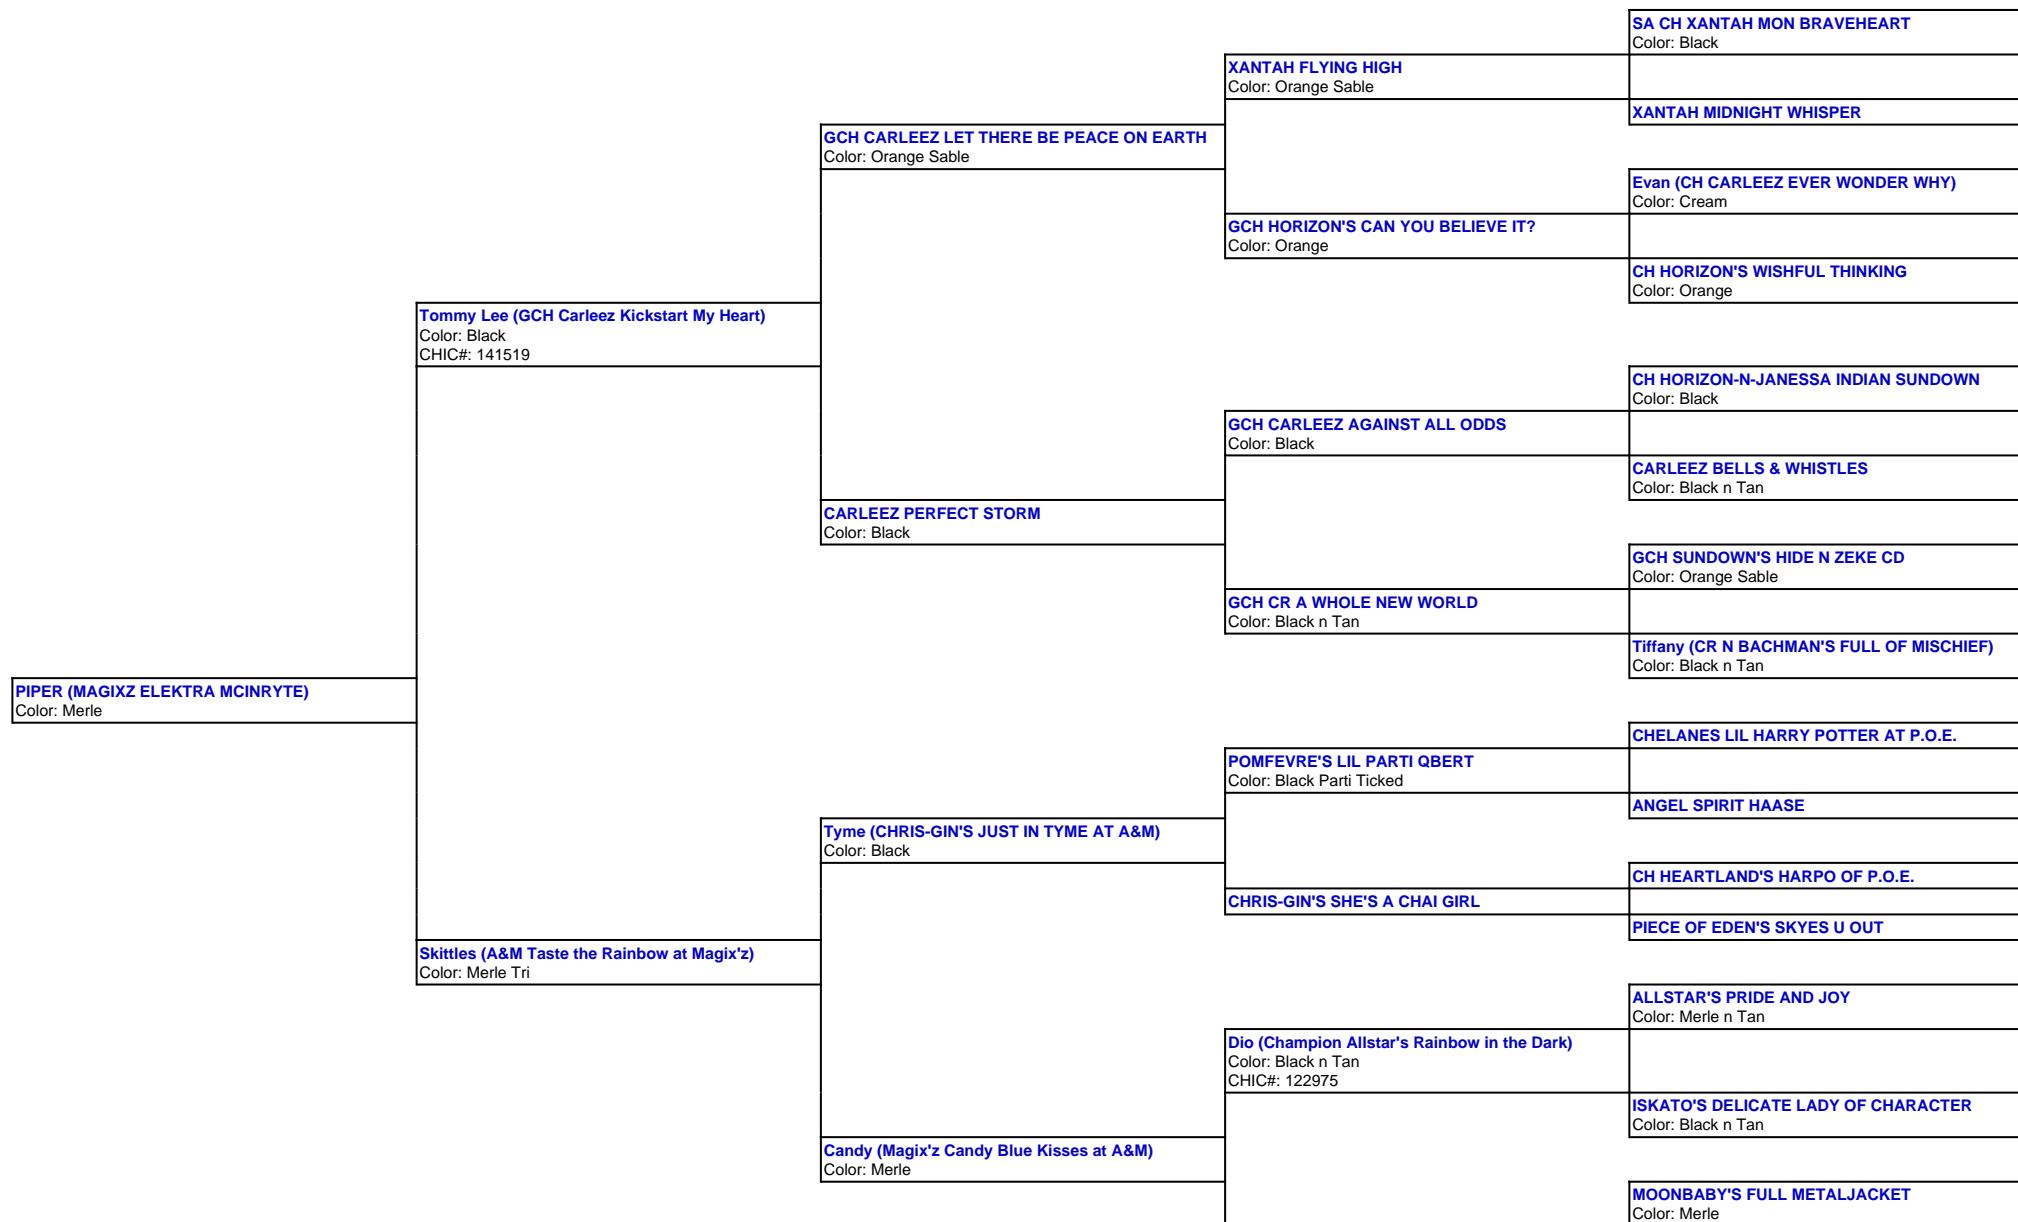 SA CH XANTAH MON BRAVEHEART
Color: Black
XANTAH FLYING HIGH
Color: Orange Sable
XANTAH MIDNIGHT WHISPER
GCH CARLEEZ LET THERE BE PEACE ON EARTH
Color: Orange Sable
Evan (CH CARLEEZ EVER WONDER WHY)
Color: Cream
GCH HORIZON'S CAN YOU BELIEVE IT?
Color: Orange
CH HORIZON'S WISHFUL THINKING
Color: Orange
Tommy Lee (GCH Carleez Kickstart My Heart)
Color: Black
CHIC#: 141519
CH HORIZON-N-JANESSA INDIAN SUNDOWN
Color: Black
GCH CARLEEZ AGAINST ALL ODDS
Color: Black
CARLEEZ BELLS & WHISTLES
Color: Black n Tan
CARLEEZ PERFECT STORM
Color: Black
GCH SUNDOWN'S HIDE N ZEKE CD
Color: Orange Sable
GCH CR A WHOLE NEW WORLD
Color: Black n Tan
Tiffany (CR N BACHMAN'S FULL OF MISCHIEF)
Color: Black n Tan
PIPER (MAGIXZ ELEKTRA MCINRYTE)
Color: Merle
CHELANES LIL HARRY POTTER AT P.O.E.
POMFEVRE'S LIL PARTI QBERT
Color: Black Parti Ticked
ANGEL SPIRIT HAASE
Tyme (CHRIS-GIN'S JUST IN TYME AT A&M)
Color: Black
CH HEARTLAND'S HARPO OF P.O.E.
CHRIS-GIN'S SHE'S A CHAI GIRL
PIECE OF EDEN'S SKYES U OUT
Skittles (A&M Taste the Rainbow at Magix'z)
Color: Merle Tri
ALLSTAR'S PRIDE AND JOY
Color: Merle n Tan
Dio (Champion Allstar's Rainbow in the Dark)
Color: Black n Tan
CHIC#: 122975
ISKATO'S DELICATE LADY OF CHARACTER
Color: Black n Tan
Candy (Magix'z Candy Blue Kisses at A&M)
Color: Merle
MOONBABY'S FULL METALJACKET
Color: Merle